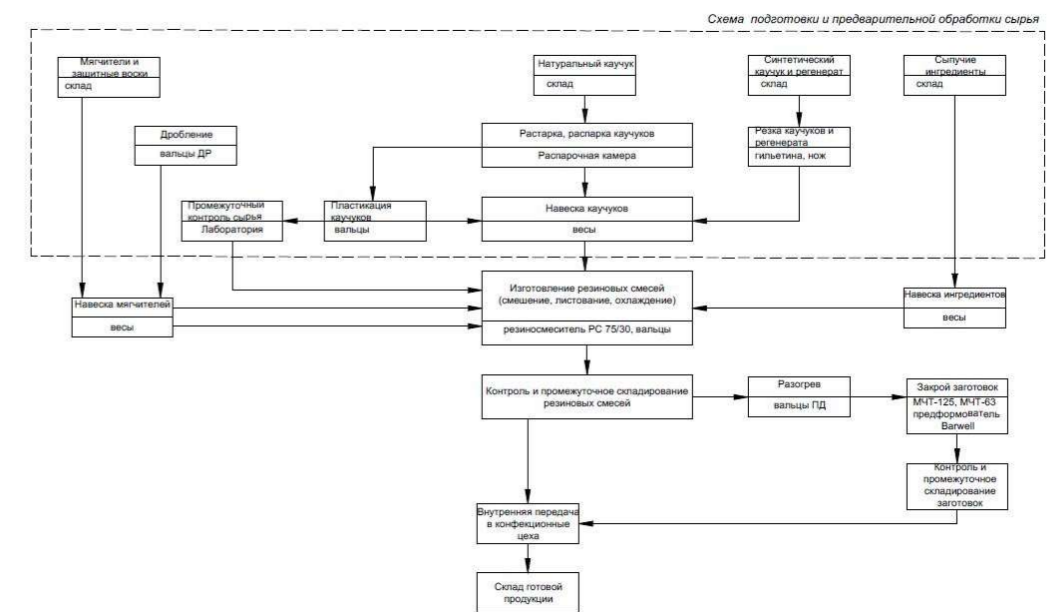 Схема подготовки и предварительной обработки сырья
Мягчители и
защитные воски
склад
Натуральный каучук
склад
Синтетический
каучук и регенерат
склад
Сыпучие
ингредиенты
склад
Дробление
вальцы ДР
Растарка, распарка каучуков
Распарочная камера
Резка каучуков и
регенерата
гильетина, нож
Промежуточный
контроль сырья
Лаборатория
Пластикация
каучуков
вальцы
Навеска каучуков
весы
Навеска мягчителей
весы
Изготовление резиновых смесей
(смешение, листование, охлаждение)
резиносмеситель РС 75/30, вальцы
Навеска ингредиентов
весы
Контроль и промежуточное складирование
резиновых смесей
Разогрев
вальцы ПД
Закрой заготовок
МЧТ-125, МЧТ-63
предформователь
Barwell
Контроль и
промежуточное
складирование
заготовок
Внутренняя передача
в конфекционные
цеха
Склад готовой
продукции